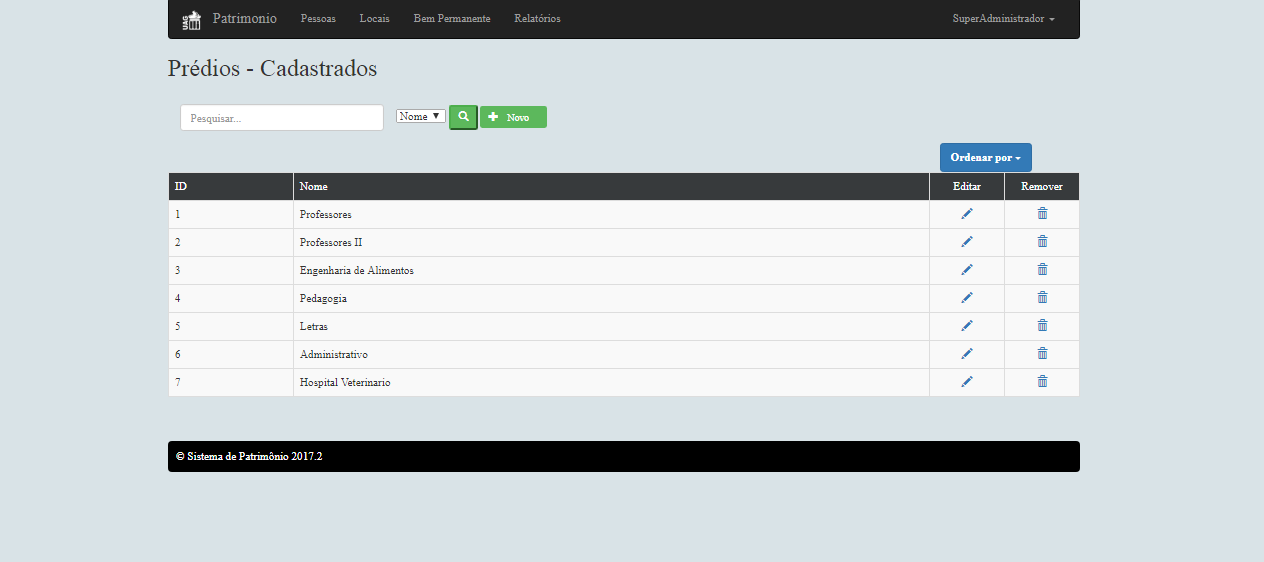 UAG Patrimonio Pessoas Locais Bem Permanente Relatórios SuperAdministrador
Prédios - Cadastrados
Pesquisar... Nome Novo
Ordenar por
ID Nome Editar Remover
1 Professores
2 Professores II
3 Engenharia de Alimentos
4 Pedagogia
5 Letras
6 Administrativo
7 Hospital Veterinario
© Sistema de Patrimônio 2017.2